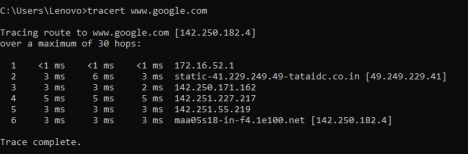 C:\Users\Lenovo>tracert www.google.com
Tracing route to www.google.com [142.250.182.4]
over a maximum of 30 hops:
1 <1 ms <1 ms <1 ms 172.16.52.1
2 3 ms 6 ms 3 ms static-41.229.249.49-tataidc.co.in [49.249.229.41]
3 3 ms 3 ms 2 ms 142.250.171.162
4 5 ms 5 ms 5 ms 142.251.227.217
5 3 ms 3 ms 3 ms 142.251.55.219
6 3 ms 3 ms 3 ms maa05s18-in-f4.1e100.net [142.250.182.4]
Trace complete.